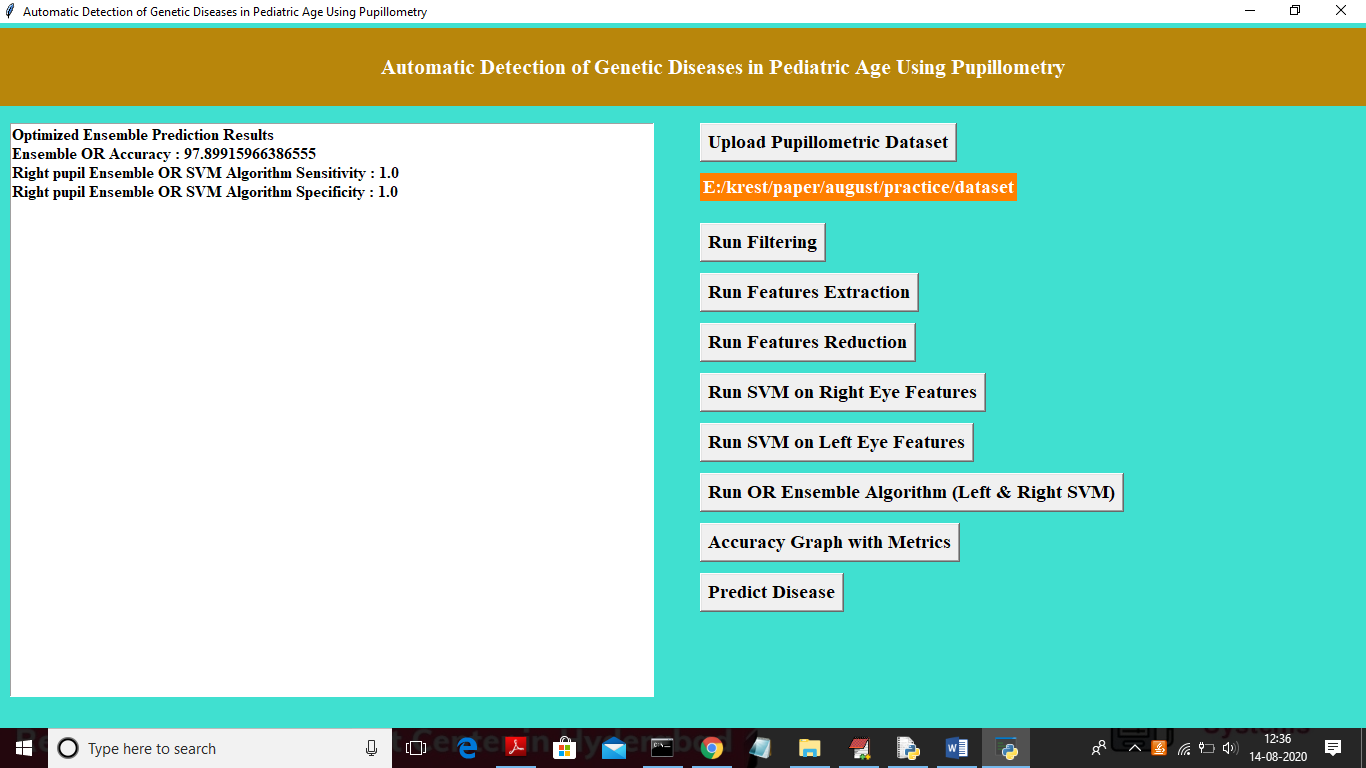 Automatic Detection of Genetic Diseases in Pediatric Age Using Pupillometry
Automatic Detection of Genetic Diseases in Pediatric Age Using Pupillometry
Optimized Ensemble Prediction Results
Ensemble OR Accuracy : 97.89915966386555
Right pupil Ensemble OR SVM Algorithm Sensitivity : 1.0
Right pupil Ensemble OR SVM Algorithm Specificity : 1.0
Upload Pupillometric Dataset
E:/krest/paper/august/practice/dataset
Run Filtering
Run Features Extraction
Run Features Reduction
Run SVM on Right Eye Features
Run SVM on Left Eye Features
Run OR Ensemble Algorithm (Left & Right SVM)
Accuracy Graph with Metrics
Predict Disease
Type here to search
12:36
14-08-2020